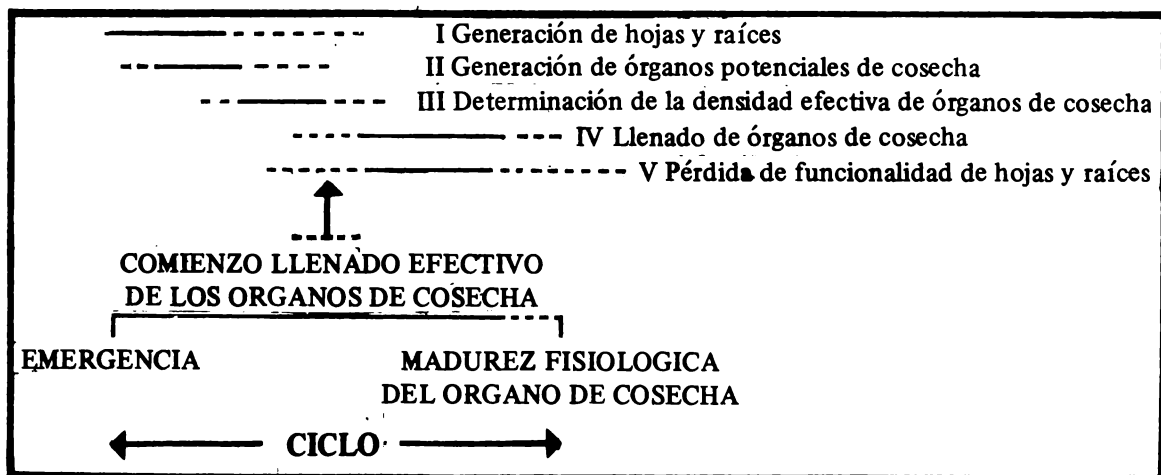 I Generación de hojas y raíces
II Generación de órganos potenciales de cosecha
III Determinación de la densidad efectiva de órganos de cosecha
IV Llenado de órganos de cosecha
V Pérdida de funcionalidad de hojas y raíces
COMIENZO LLENADO EFECTIVO
DE LOS ORGANOS DE COSECHA
EMERGENCIA
MADUREZ FISIOLOGICA
DEL ORGANO DE COSECHA
CICLO